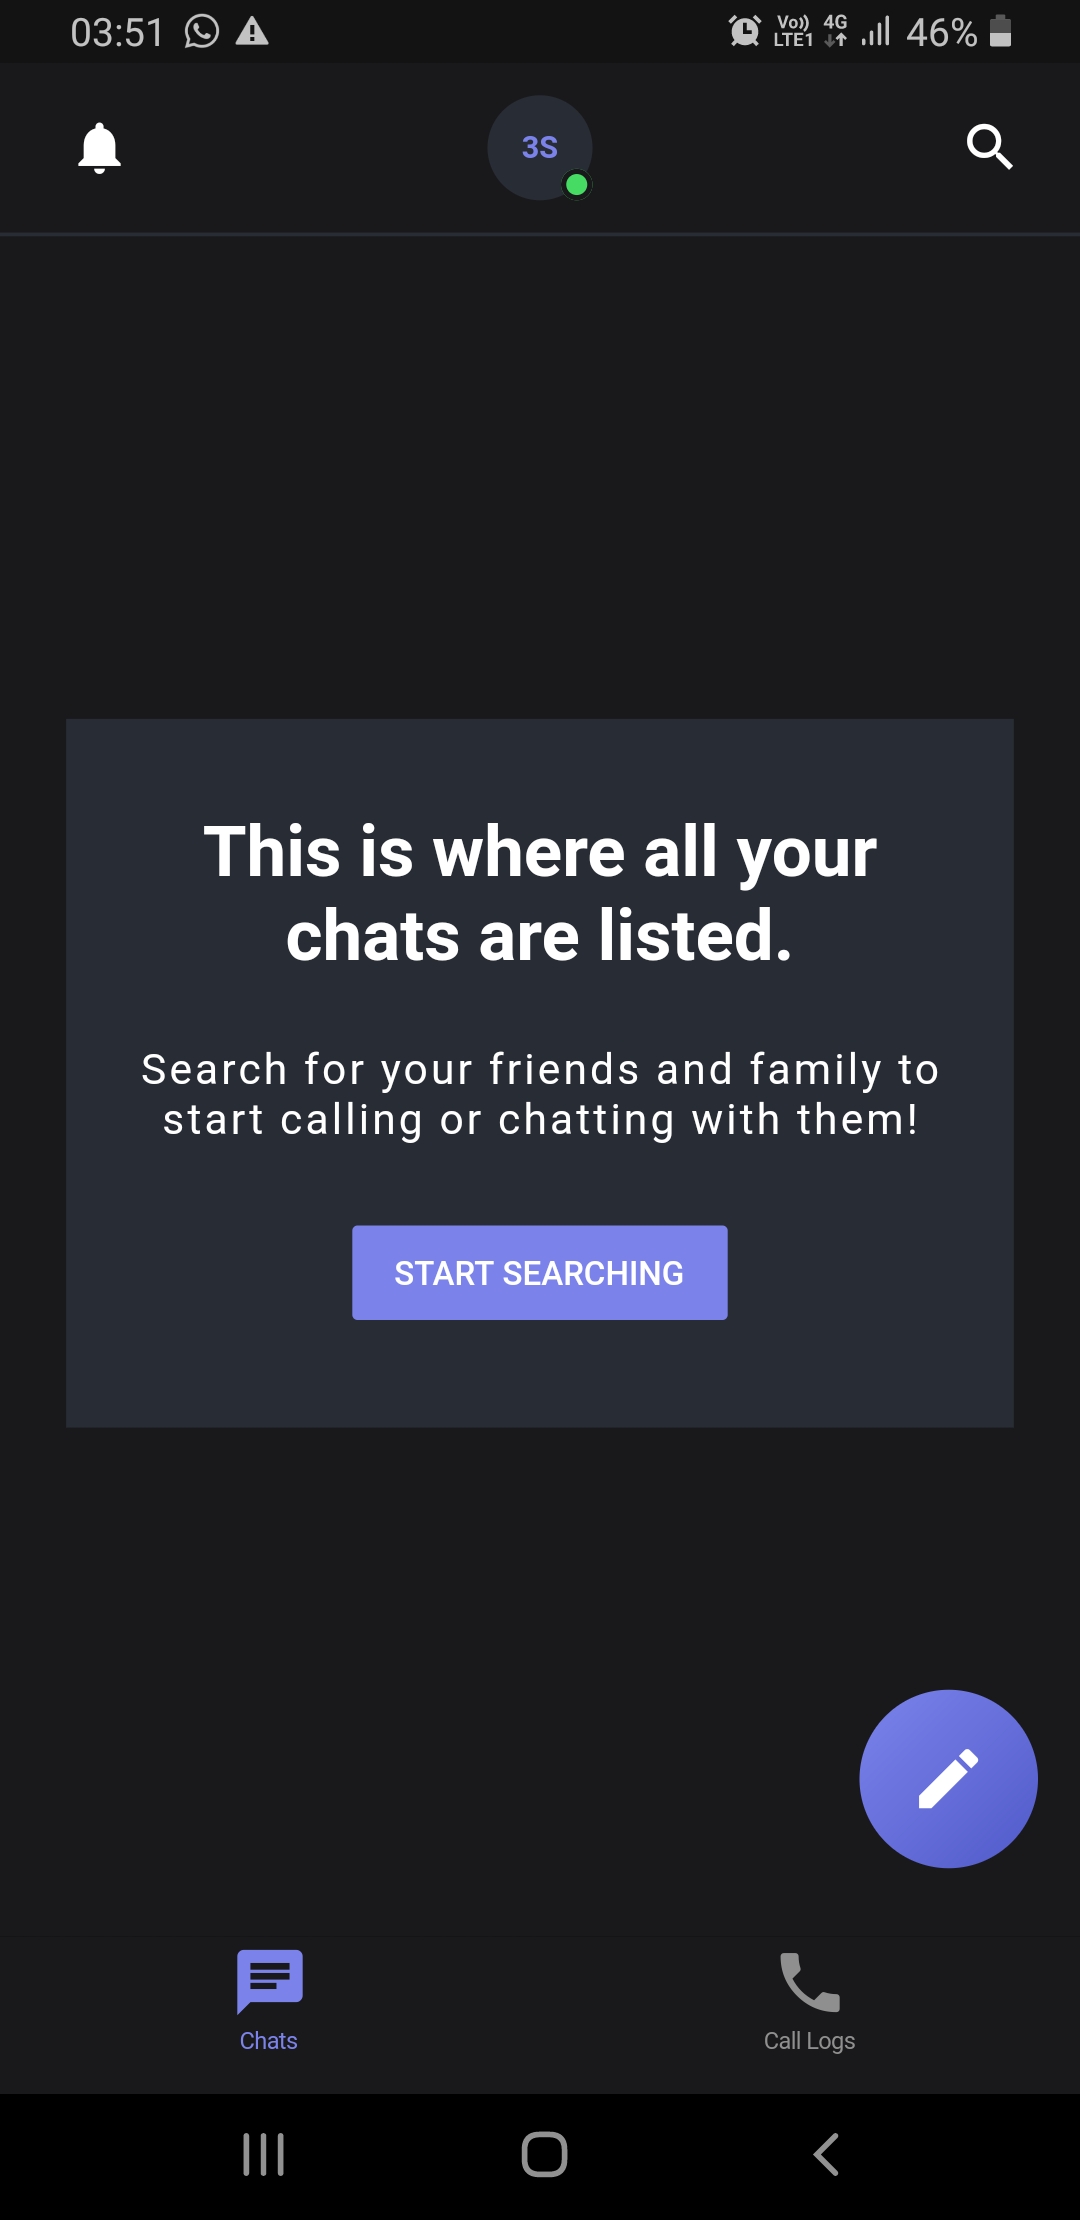 03:51
Vo)) 4G
LTE1
46%
3S
This is where all your
chats are listed.
Search for your friends and family to
start calling or chatting with them!
START SEARCHING
Chats
Call Logs